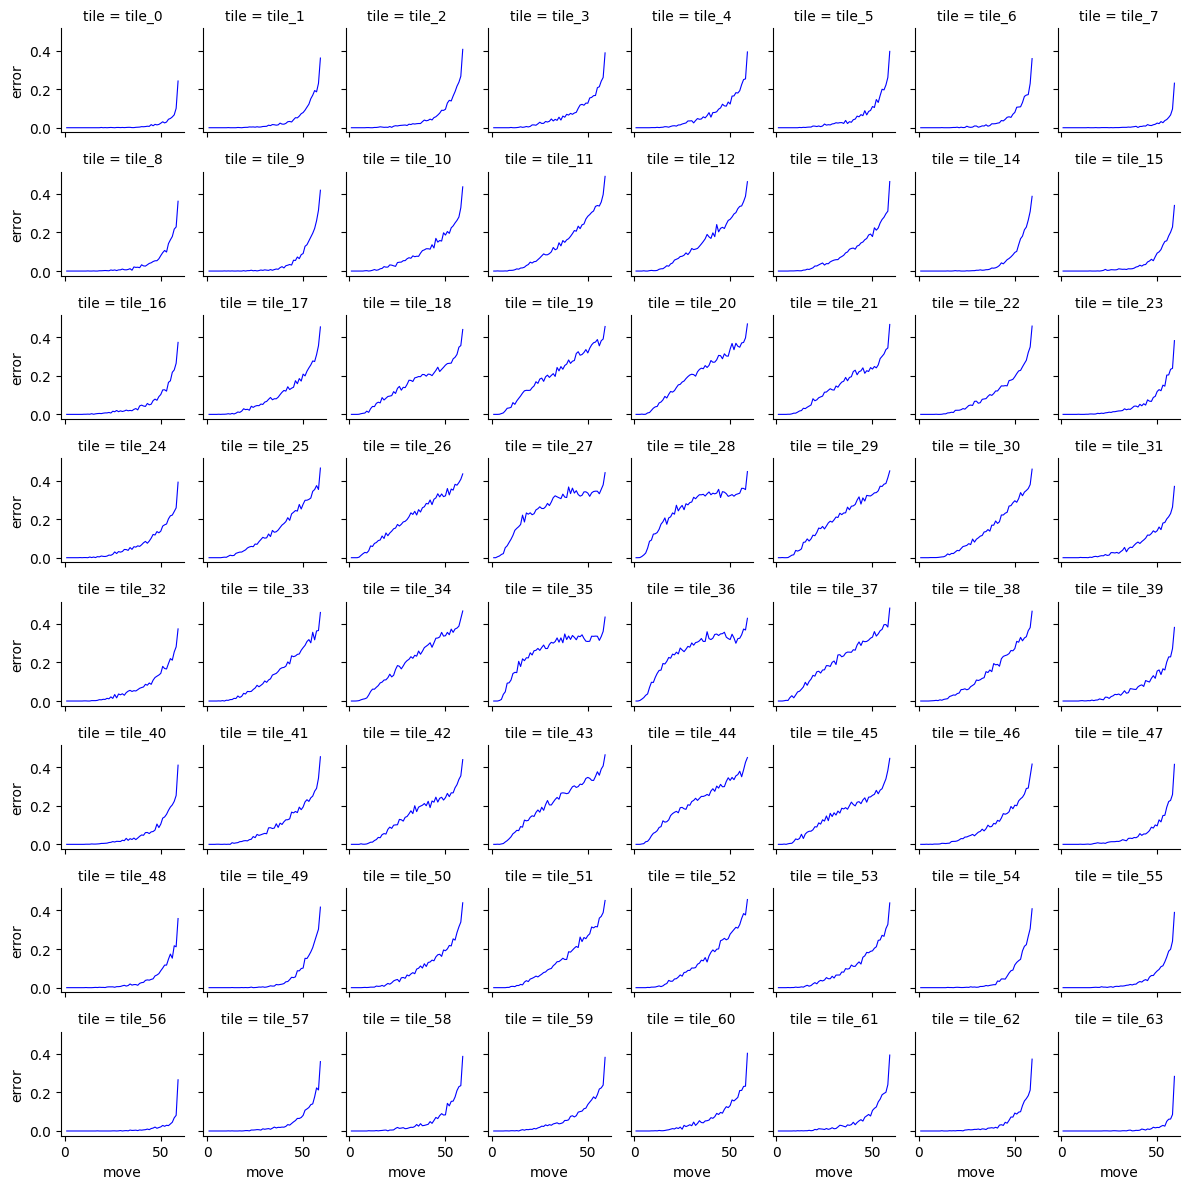 tile = tile_0 tile = tile_1 tile = tile_2 tile = tile_3 tile = tile_4 tile = tile_5 tile = tile_6 tile = tile_7
0.4
error
0.2
0.0
tile = tile_8 tile = tile_9 tile = tile_10 tile = tile_11 tile = tile_12 tile = tile_13 tile = tile_14 tile = tile_15
0.4
error
0.2
0.0
tile = tile_16 tile = tile_17 tile = tile_18 tile = tile_19 tile = tile_20 tile = tile_21 tile = tile_22 tile = tile_23
0.4
error
0.2
0.0
tile = tile_24 tile = tile_25 tile = tile_26 tile = tile_27 tile = tile_28 tile = tile_29 tile = tile_30 tile = tile_31
0.4
error
0.2
0.0
tile = tile_32 tile = tile_33 tile = tile_34 tile = tile_35 tile = tile_36 tile = tile_37 tile = tile_38 tile = tile_39
0.4
error
0.2
0.0
tile = tile_40 tile = tile_41 tile = tile_42 tile = tile_43 tile = tile_44 tile = tile_45 tile = tile_46 tile = tile_47
0.4
error
0.2
0.0
tile = tile_48 tile = tile_49 tile = tile_50 tile = tile_51 tile = tile_52 tile = tile_53 tile = tile_54 tile = tile_55
0.4
error
0.2
0.0
tile = tile_56 tile = tile_57 tile = tile_58 tile = tile_59 tile = tile_60 tile = tile_61 tile = tile_62 tile = tile_63
0.4
error
0.2
0.0
0 50 0 50 0 50 0 50 0 50 0 50 0 50 0 50
move move move move move move move move